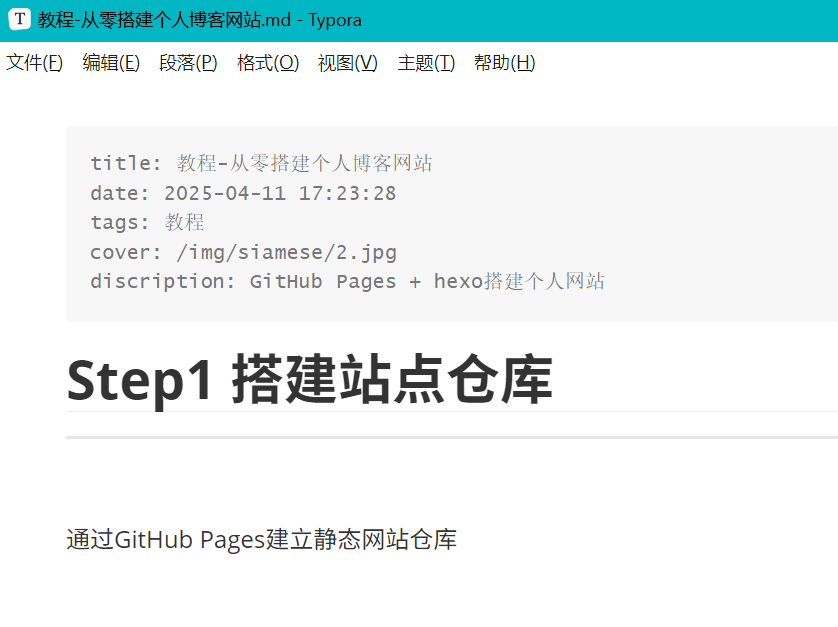 T 教程-从零搭建个人博客网站.md - Typora
文件(F) 编辑(E) 段落(P) 格式(O) 视图(V) 主题(T) 帮助(H)
title: 教程-从零搭建个人博客网站
date: 2025-04-11 17:23:28
tags: 教程
cover: /img/siamese/2.jpg
discription: GitHub Pages + hexo搭建个人网站
Step1 搭建站点仓库
通过GitHub Pages建立静态网站仓库